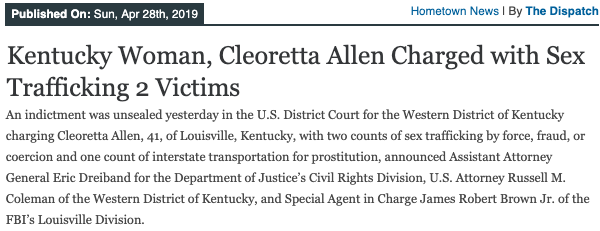 Published On: Sun, Apr 28th, 2019
Hometown News | By The Dispatch
Kentucky Woman, Cleoretta Allen Charged with Sex
Trafficking 2 Victims
An indictment was unsealed yesterday in the U.S. District Court for the Western District of Kentucky
charging Cleoretta Allen, 41, of Louisville, Kentucky, with two counts of sex trafficking by force, fraud, or
coercion and one count of interstate transportation for prostitution, announced Assistant Attorney
General Eric Dreiband for the Department of Justice’s Civil Rights Division, U.S. Attorney Russell M.
Coleman of the Western District of Kentucky, and Special Agent in Charge James Robert Brown Jr. of the
FBI’s Louisville Division.